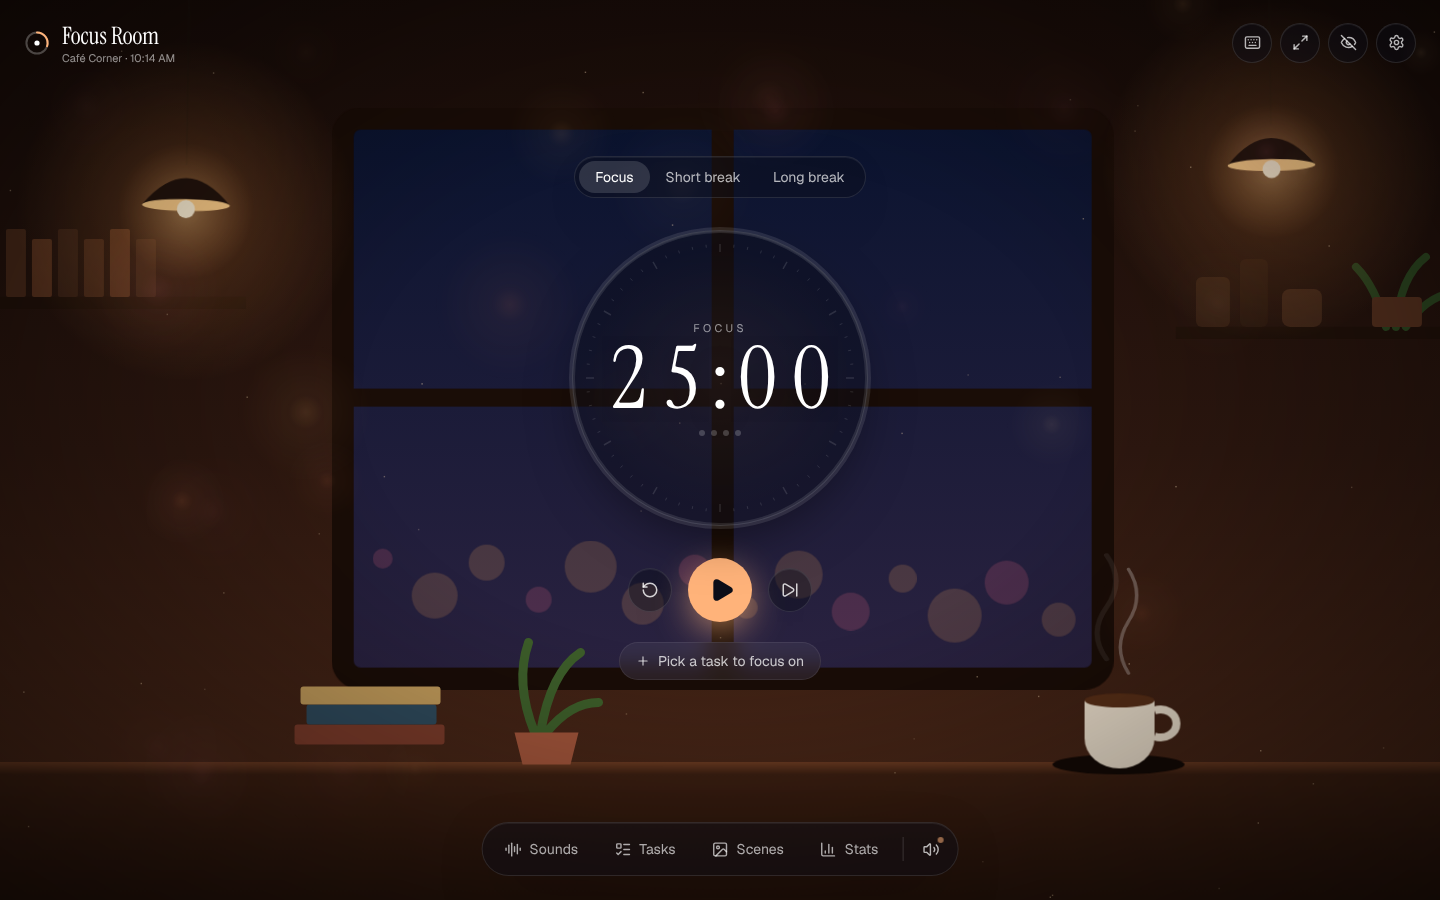 Focus Room
Café Corner · 10:14 AM
Focus
Short break
Long break
FOCUS
25:00
Pick a task to focus on
Sounds
Tasks
Scenes
Stats